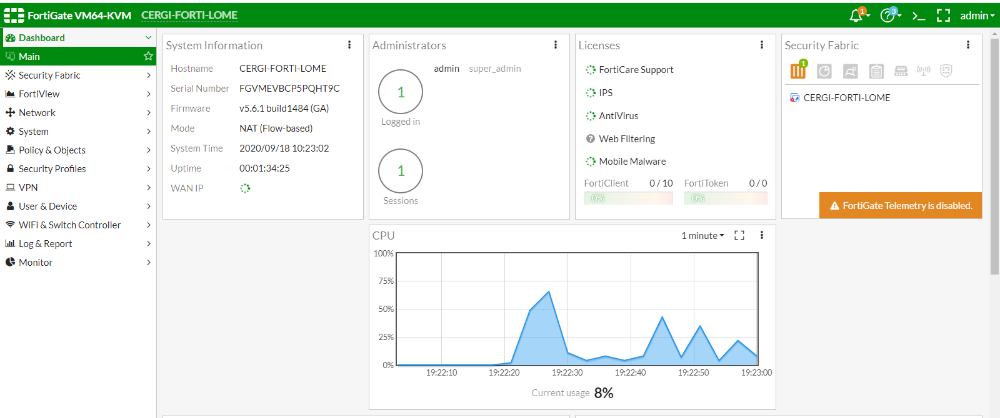 FortiGate VM64-KVM CERGI-FORTI-LOME
1 3 >_ admin
Dashboard
Main
Security Fabric
FortiView
Network
System
Policy & Objects
Security Profiles
VPN
User & Device
WiFi & Switch Controller
Log & Report
Monitor
System Information
Hostname CERGI-FORTI-LOME
Serial Number FGVMEVBCP5PQHT9C
Firmware v5.6.1 build1484 (GA)
Mode NAT (Flow-based)
System Time 2020/09/18 10:23:02
Uptime 00:01:34:25
WAN IP
Administrators
1
Logged in
admin super_admin
1
Sessions
Licenses
FortiCare Support
IPS
AntiVirus
Web Filtering
Mobile Malware
FortiClient 0 / 10 FortiToken 0 / 0
0% 0%
Security Fabric
1
CERGI-FORTI-LOME
FortiGate Telemetry is disabled.
CPU 1 minute
100%
75%
50%
25%
0%
19:22:10 19:22:20 19:22:30 19:22:40 19:22:50 19:23:00
Current usage 8%